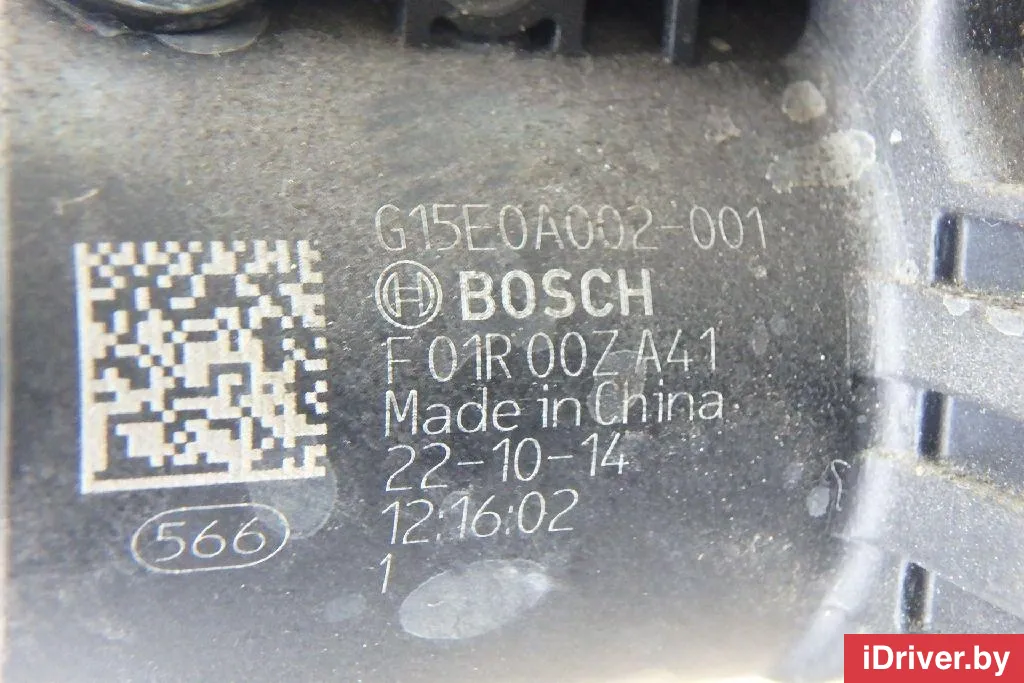 G15E0A002-001
BOSCH
F 01R 00Z A41
Made in China
22-10-14
12:16:02
1
566
iDriver.by